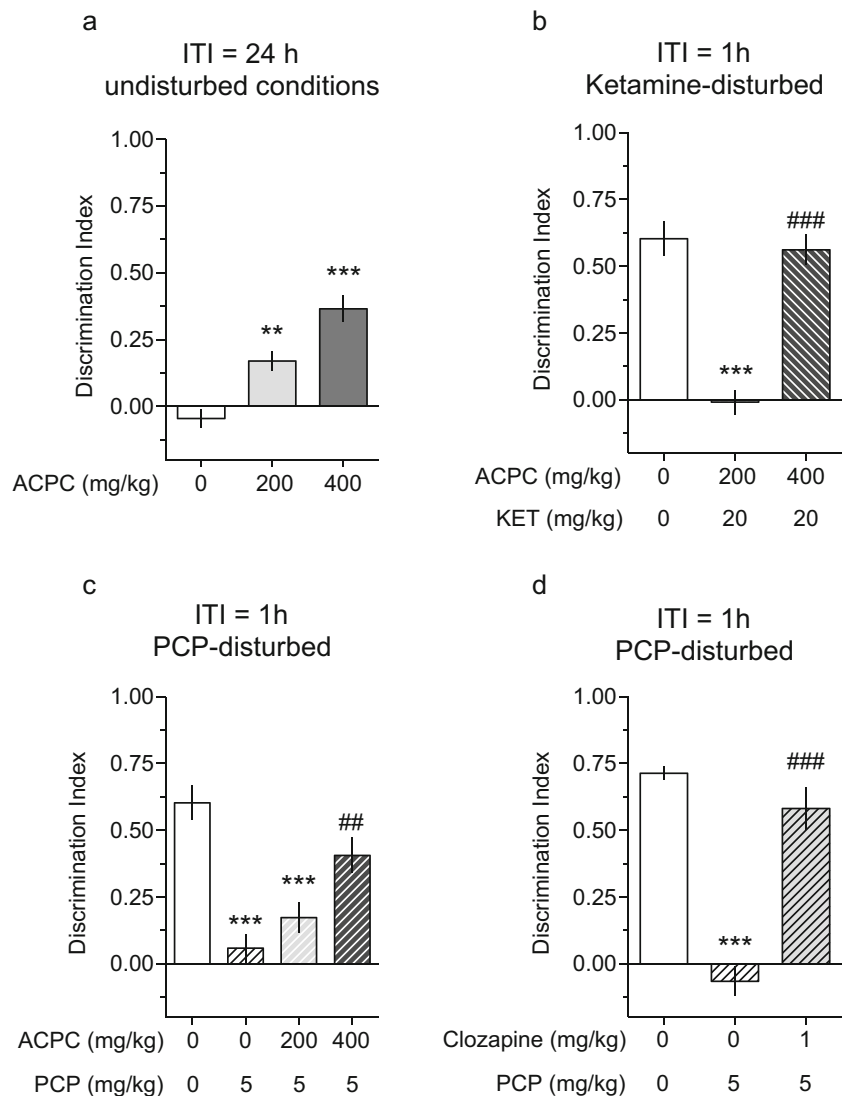 a
ITI = 24 h
undisturbed conditions
Discrimination Index
1.00
0.75
0.50
0.25
0.00
**
***
ACPC (mg/kg) 0 200 400
b
ITI = 1h
Ketamine-disturbed
Discrimination Index
1.00
0.75
0.50
0.25
0.00
***
###
ACPC (mg/kg) 0 200 400
KET (mg/kg) 0 20 20
c
ITI = 1h
PCP-disturbed
Discrimination Index
1.00
0.75
0.50
0.25
0.00
***
***
##
ACPC (mg/kg) 0 0 200 400
PCP (mg/kg) 0 5 5 5
d
ITI = 1h
PCP-disturbed
Discrimination Index
1.00
0.75
0.50
0.25
0.00
***
###
Clozapine (mg/kg) 0 0 1
PCP (mg/kg) 0 5 5